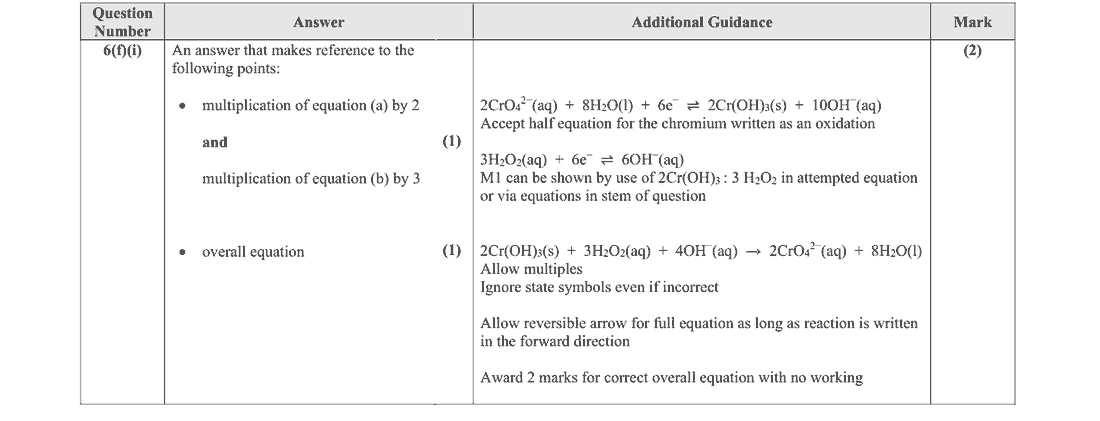 Question Number Answer Additional Guidance Mark
6(f)(i) An answer that makes reference to the (2)
following points:
• multiplication of equation (a) by 2 2CrO₄²⁻(aq) + 8H₂O(l) + 6e⁻ ⇌ 2Cr(OH)₃(s) + 10OH⁻(aq)
Accept half equation for the chromium written as an oxidation
and (1)
3H₂O₂(aq) + 6e⁻ ⇌ 6OH⁻(aq)
multiplication of equation (b) by 3 M1 can be shown by use of 2Cr(OH)₃ : 3 H₂O₂ in attempted equation
or via equations in stem of question
• overall equation (1) 2Cr(OH)₃(s) + 3H₂O₂(aq) + 4OH⁻(aq) → 2CrO₄²⁻(aq) + 8H₂O(l)
Allow multiples
Ignore state symbols even if incorrect
Allow reversible arrow for full equation as long as reaction is written
in the forward direction
Award 2 marks for correct overall equation with no working